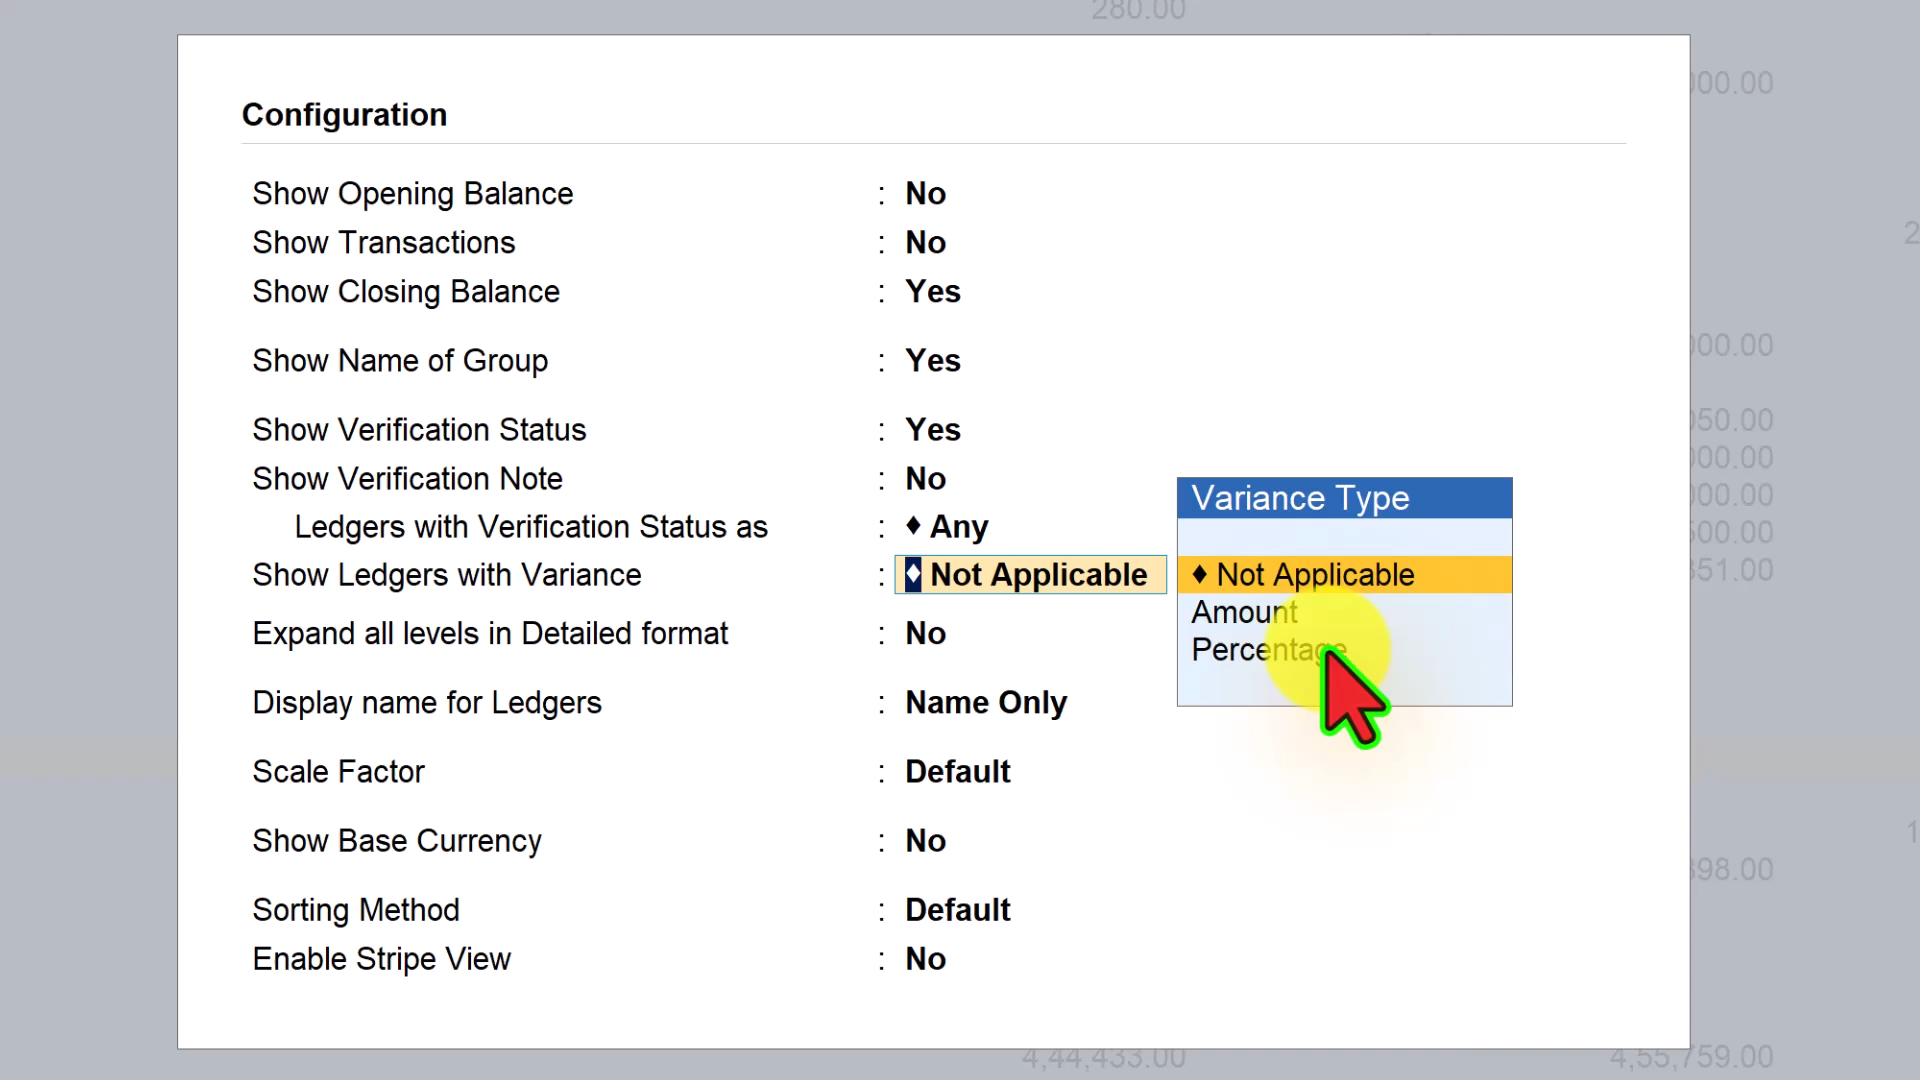 280.00
Configuration
Show Opening Balance : No
Show Transactions : No
Show Closing Balance : Yes
Show Name of Group : Yes
Show Verification Status : Yes
Show Verification Note : No
Variance Type
Ledgers with Verification Status as : ♦ Any
Show Ledgers with Variance : ♦ Not Applicable
♦ Not Applicable
Amount
Percentage
Expand all levels in Detailed format : No
Display name for Ledgers : Name Only
Scale Factor : Default
Show Base Currency : No
Sorting Method : Default
Enable Stripe View : No
4,44,433.00
4,55,759.00